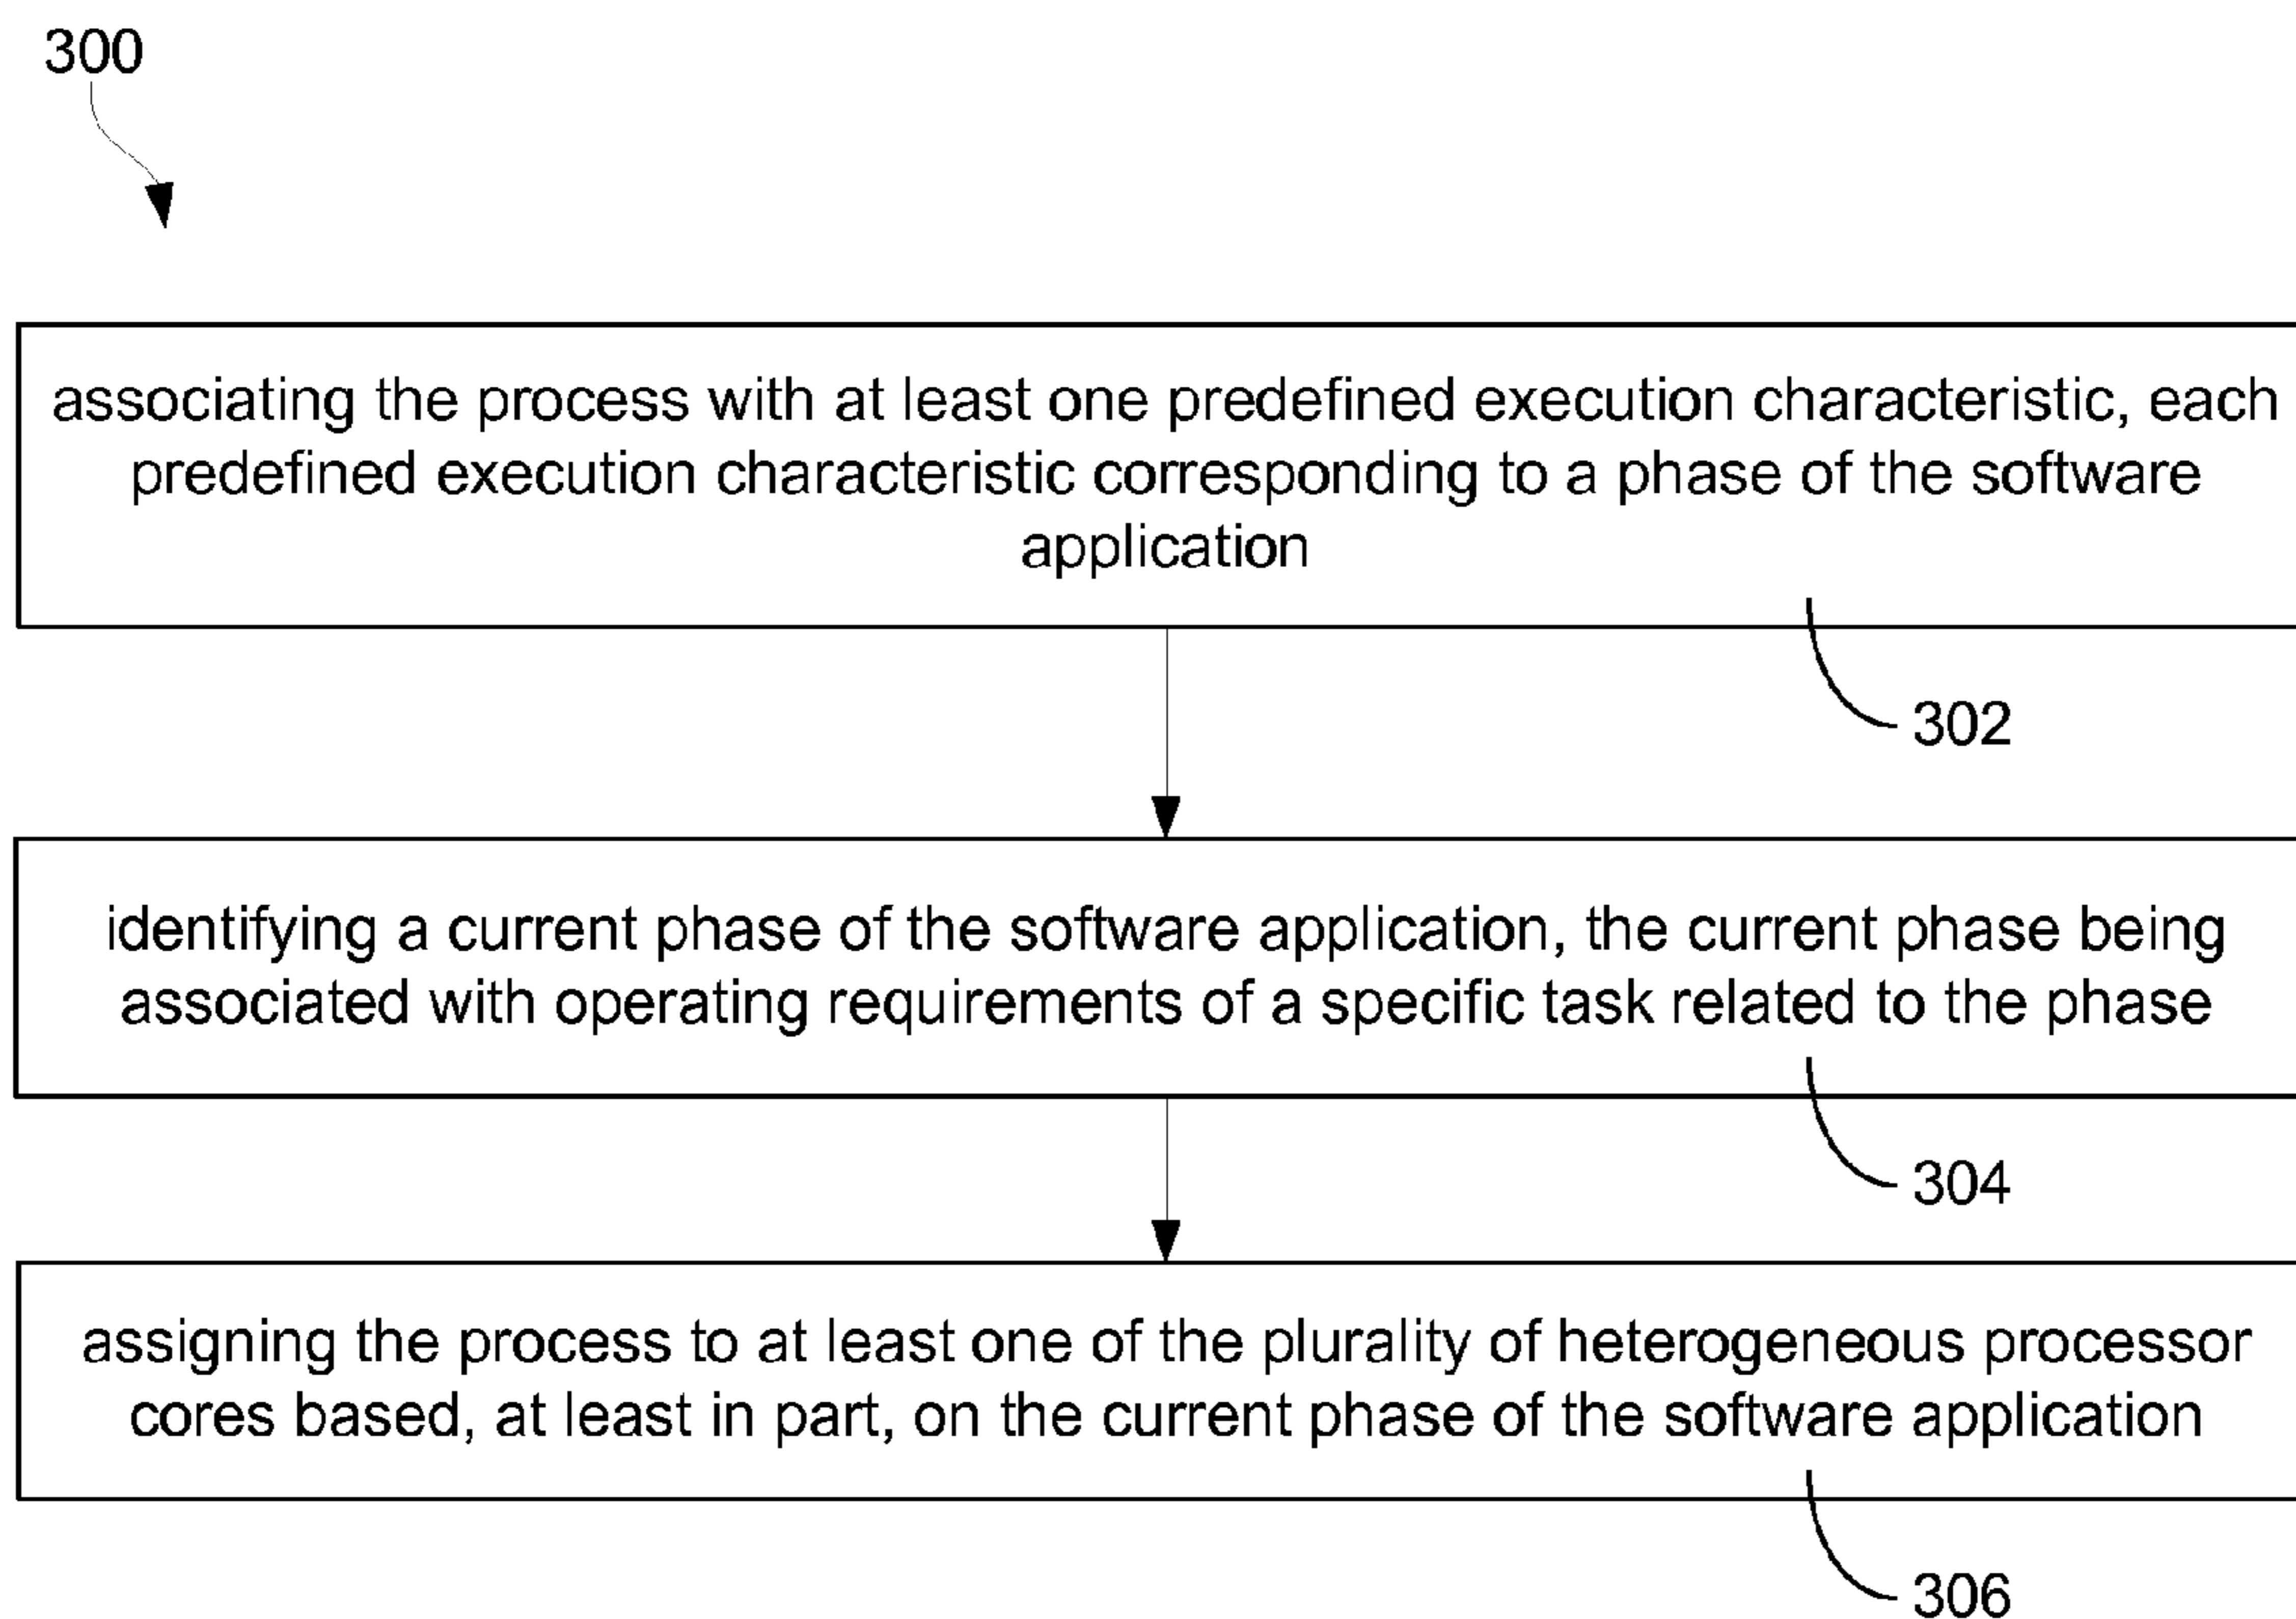 300
associating the process with at least one predefined execution characteristic, each
predefined execution characteristic corresponding to a phase of the software
application
302
identifying a current phase of the software application, the current phase being
associated with operating requirements of a specific task related to the phase
304
assigning the process to at least one of the plurality of heterogeneous processor
cores based, at least in part, on the current phase of the software application
306